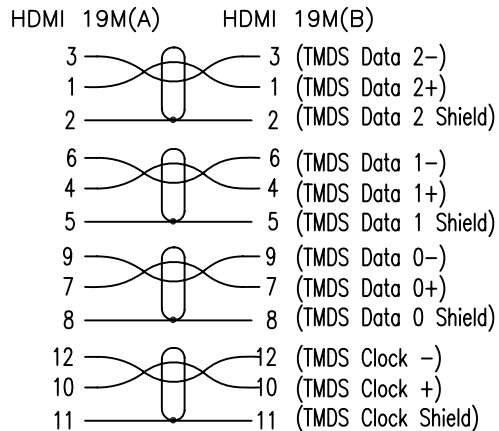 HDMI 19M(A) HDMI 19M(B)
3 3 (TMDS Data 2-)
1 1 (TMDS Data 2+)
2 2 (TMDS Data 2 Shield)
6 6 (TMDS Data 1-)
4 4 (TMDS Data 1+)
5 5 (TMDS Data 1 Shield)
9 9 (TMDS Data 0-)
7 7 (TMDS Data 0+)
8 8 (TMDS Data 0 Shield)
12 12 (TMDS Clock -)
10 10 (TMDS Clock +)
11 11 (TMDS Clock Shield)